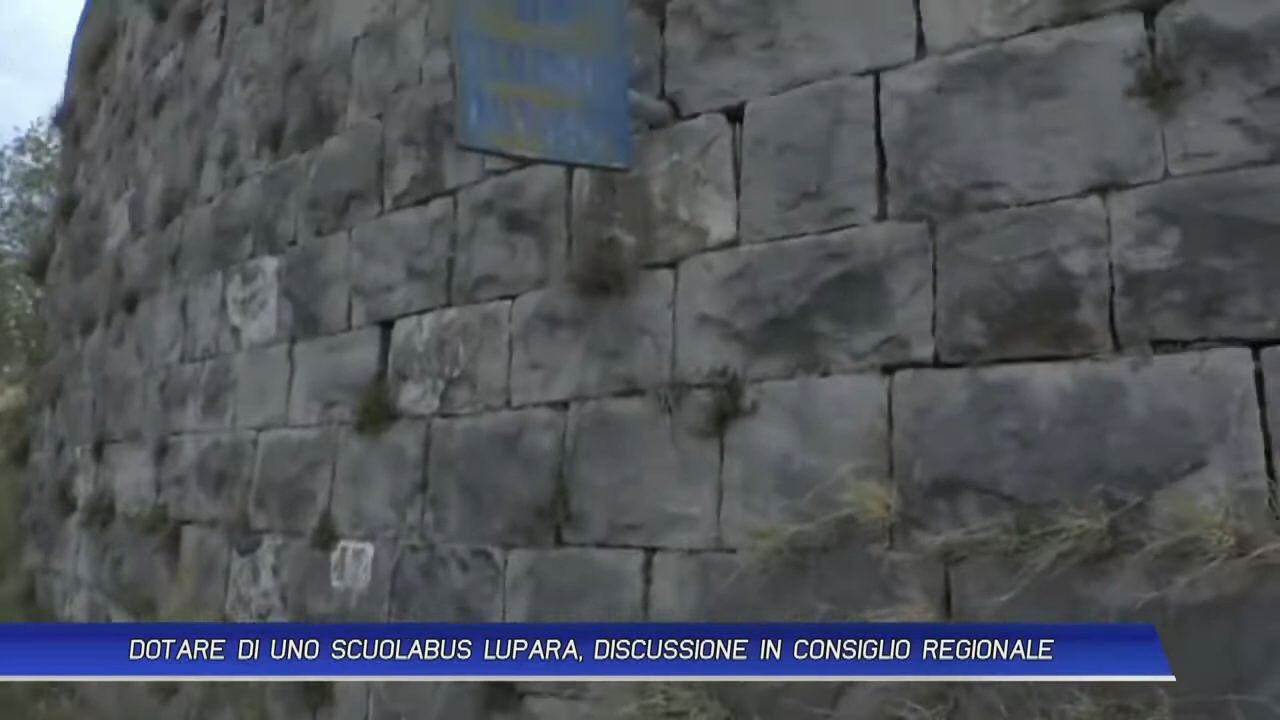 DOTARE DI UNO SCUOLABUS LUPARA, DISCUSSIONE IN CONSIGLIO REGIONALE